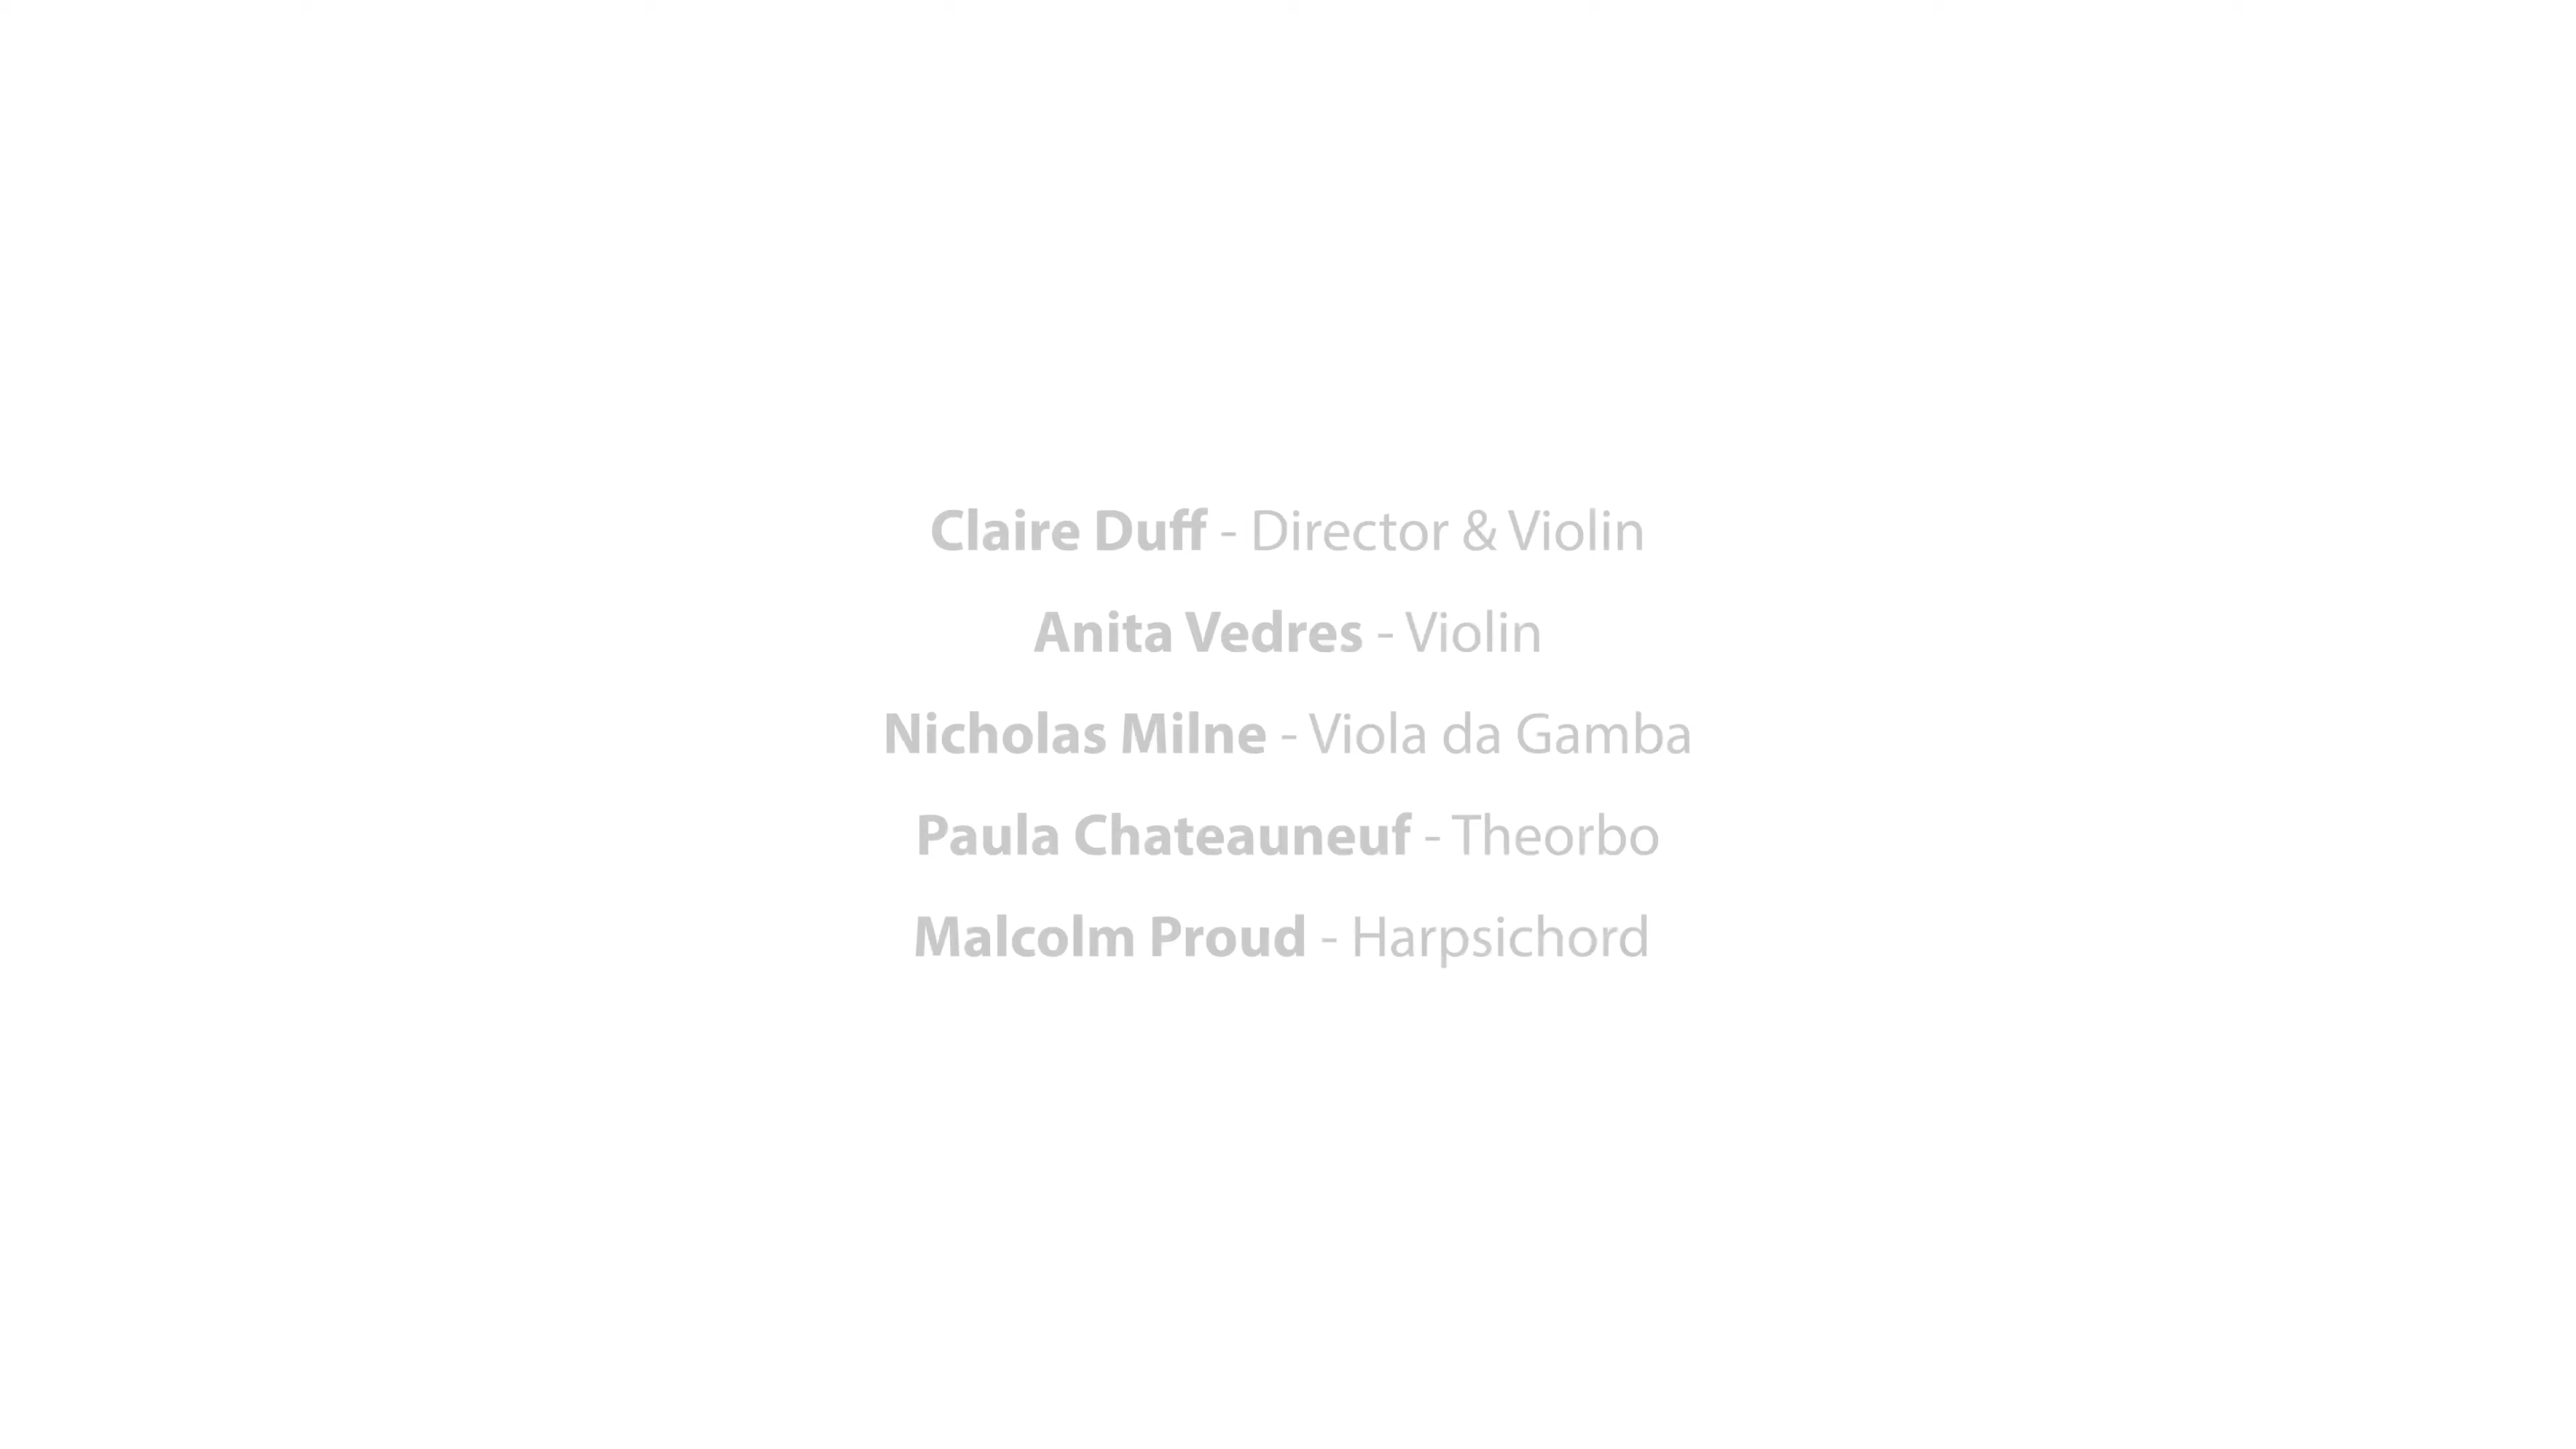 Claire Duff - Director & Violin
Anita Vedres - Violin
Nicholas Milne - Viola da Gamba
Paula Chateauneuf - Theorbo
Malcolm Proud - Harpsichord